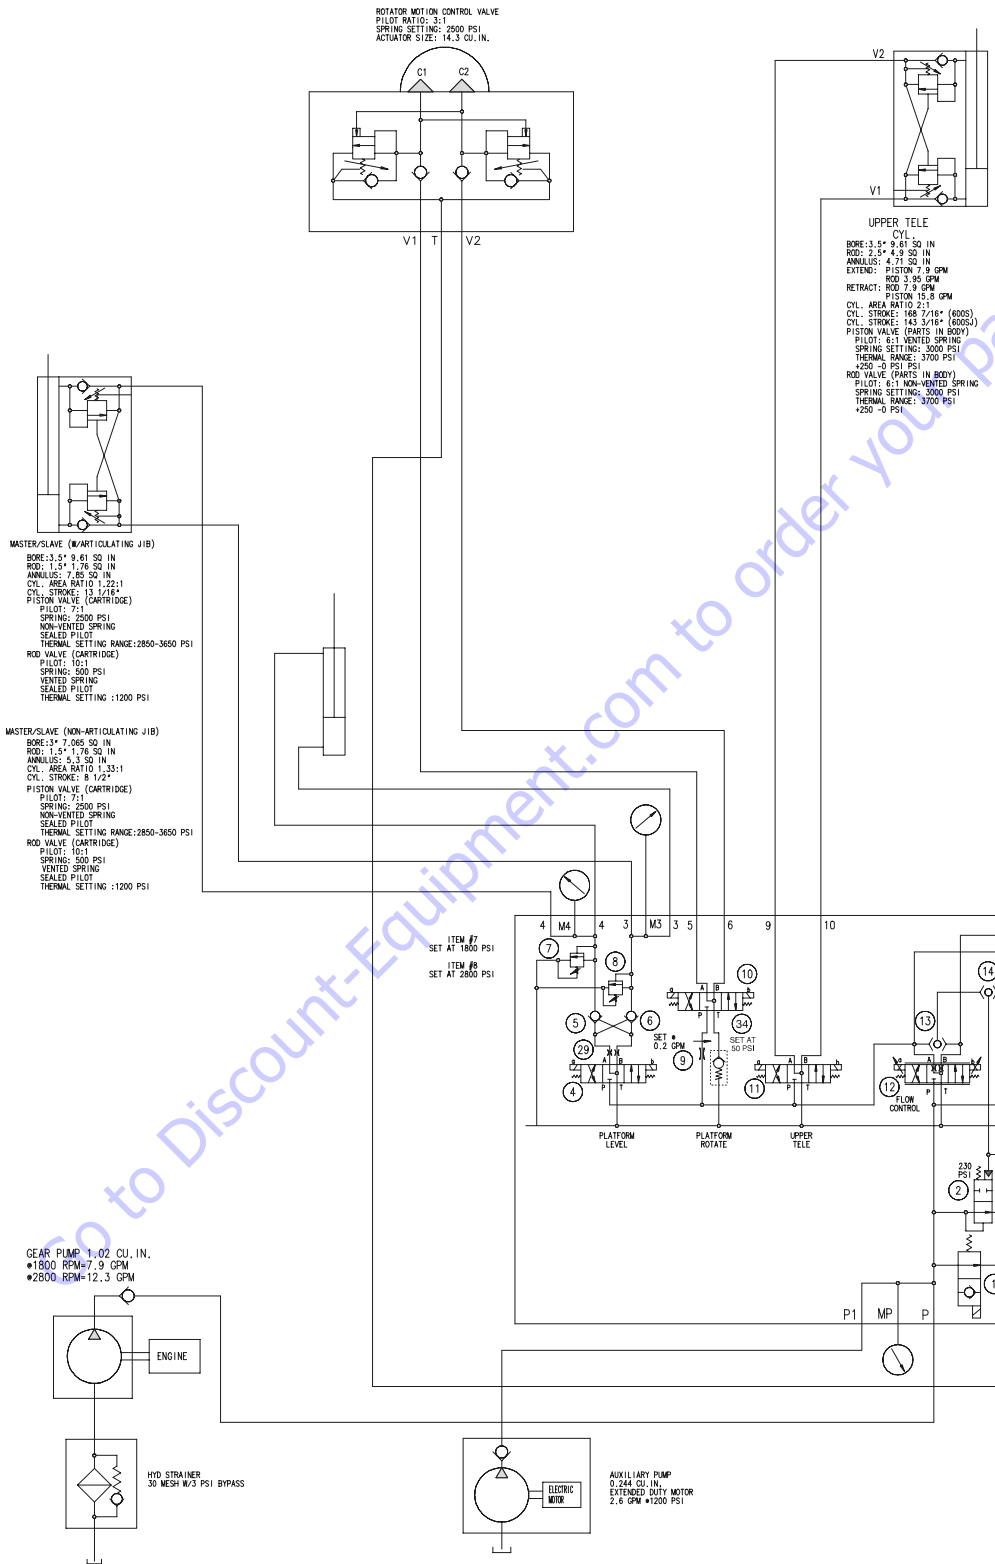 ROTATOR MOTION CONTROL VALVE
PILOT RATIO: 3:1
SPRING SETTING: 2500 PSI
ACTUATOR SIZE: 14.3 CU.IN.
C1
C2
V1
T
V2
V2
V1
UPPER TELE
CYL.
BORE:3.5" 9.61 SQ IN
ROD: 2.5" 4.9 SQ IN
ANNULUS: 4.71 SQ IN
EXTEND: PISTON 7.9 GPM
ROD 3.95 GPM
RETRACT: ROD 7.9 GPM
PISTON 15.8 GPM
CYL. AREA RATIO 2:1
CYL. STROKE: 168 7/16" (600S)
CYL. STROKE: 143 3/16" (600SJ)
PISTON VALVE (PARTS IN BODY)
PILOT: 6:1 VENTED SPRING
SPRING SETTING: 3000 PSI
THERMAL RANGE: 3700 PSI
+250 -0 PSI PSI
ROD VALVE (PARTS IN BODY)
PILOT: 6:1 NON-VENTED SPRING
SPRING SETTING: 3000 PSI
THERMAL RANGE: 3700 PSI
+250 -0 PSI
MASTER/SLAVE (W/ARTICULATING JIB)
BORE:3.5" 9.61 SQ IN
ROD: 1.5" 1.76 SQ IN
ANNULUS: 7.85 SQ IN
CYL. AREA RATIO 1.22:1
CYL. STROKE: 13 1/16"
PISTON VALVE (CARTRIDGE)
PILOT: 7:1
SPRING: 2500 PSI
NON-VENTED SPRING
SEALED PILOT
THERMAL SETTING RANGE:2850-3650 PSI
ROD VALVE (CARTRIDGE)
PILOT: 10:1
SPRING: 500 PSI
VENTED SPRING
SEALED PILOT
THERMAL SETTING :1200 PSI
MASTER/SLAVE (NON-ARTICULATING JIB)
BORE:3" 7.065 SQ IN
ROD: 1.5" 1.76 SQ IN
ANNULUS: 5.3 SQ IN
CYL. AREA RATIO 1.33:1
CYL. STROKE: 8 1/2"
PISTON VALVE (CARTRIDGE)
PILOT: 7:1
SPRING: 2500 PSI
NON-VENTED SPRING
SEALED PILOT
THERMAL SETTING RANGE:2850-3650 PSI
ROD VALVE (CARTRIDGE)
PILOT: 10:1
SPRING: 500 PSI
VENTED SPRING
SEALED PILOT
THERMAL SETTING :1200 PSI
4 M4 4 3 M3 3 5 6 9 10
ITEM #7
SET AT 1800 PSI
ITEM #8
SET AT 2800 PSI
7
8
10
14
5
6
34
13
SET @
0.2 GPM
SET AT
50 PSI
29
9
a A B b
P T
4
11
12
FLOW
CONTROL
PLATFORM
LEVEL
PLATFORM
ROTATE
UPPER
TELE
230
PSI
2
1
P1 MP P
GEAR PUMP 1.02 CU.IN.
@1800 RPM=7.9 GPM
@2800 RPM=12.3 GPM
ENGINE
HYD STRAINER
30 MESH W/3 PSI BYPASS
ELECTRIC
MOTOR
AUXILIARY PUMP
0.244 CU.IN.
EXTENDED DUTY MOTOR
2.6 GPM @1200 PSI
Go to Discount-Equipment.com to order your pa